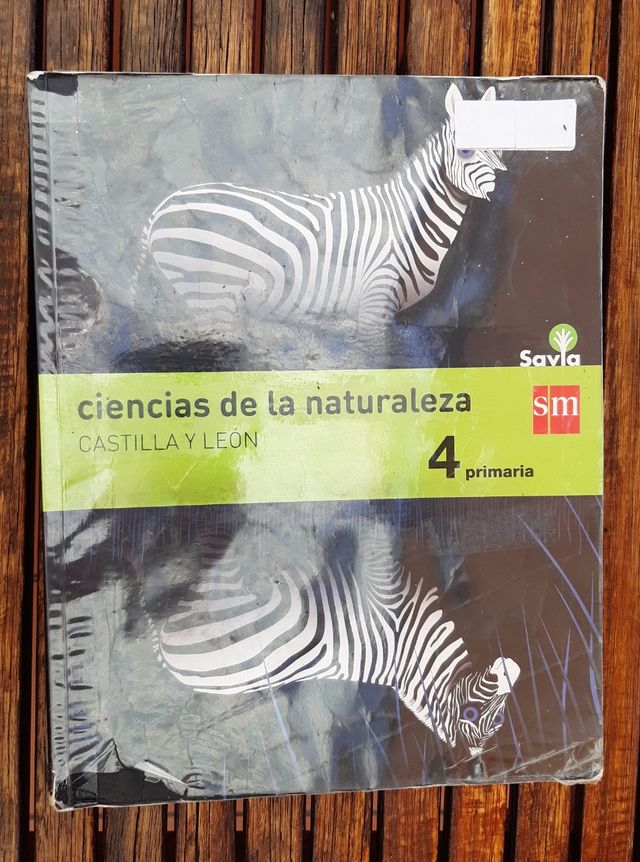 Savia
ciencias de la naturaleza
sm
CASTILLA Y LEÓN
4 primaria